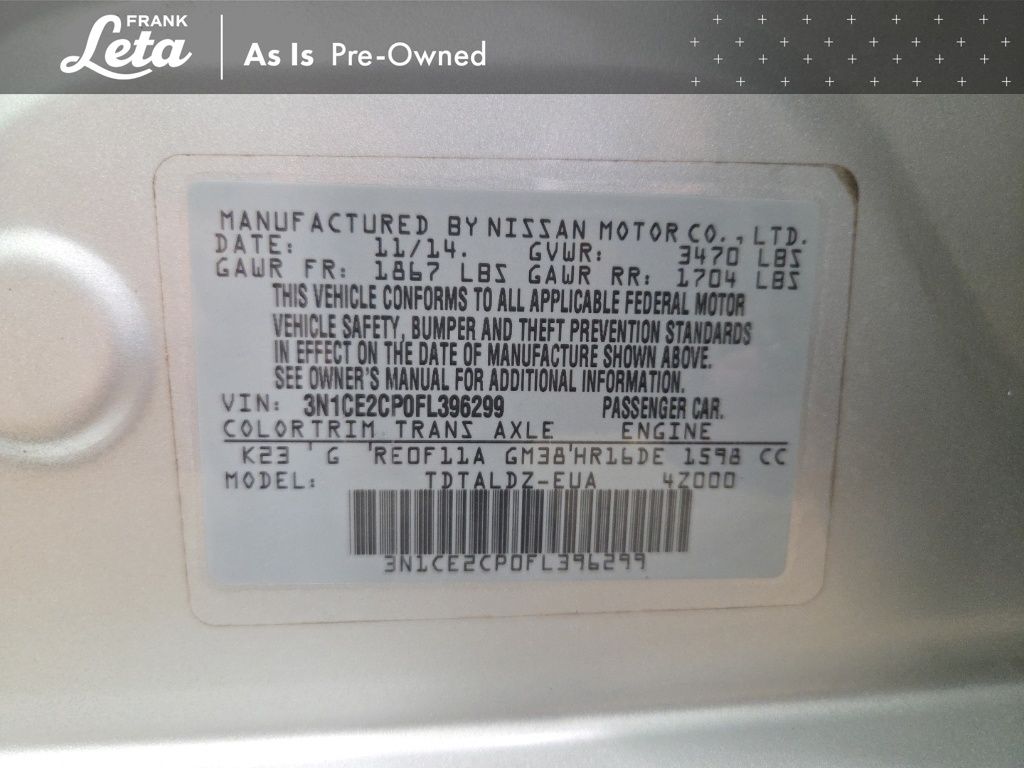 FRANK
Leta
As Is Pre-Owned
MANUFACTURED BY NISSAN MOTOR CO., LTD.
DATE: 11/14. GVWR: 3470 LBS
GAWR FR: 1867 LBS GAWR RR: 1704 LBS
THIS VEHICLE CONFORMS TO ALL APPLICABLE FEDERAL MOTOR
VEHICLE SAFETY, BUMPER AND THEFT PREVENTION STANDARDS
IN EFFECT ON THE DATE OF MANUFACTURE SHOWN ABOVE.
SEE OWNER'S MANUAL FOR ADDITIONAL INFORMATION.
VIN: 3N1CE2CP0FL396299 PASSENGER CAR.
COLORTRIM TRANS AXLE ENGINE
K23 'G 'RE0F11A GM38'HR16DE 1598 CC
MODEL: TDTALDZ-EUA 4Z000
3N1CE2CP0FL396299